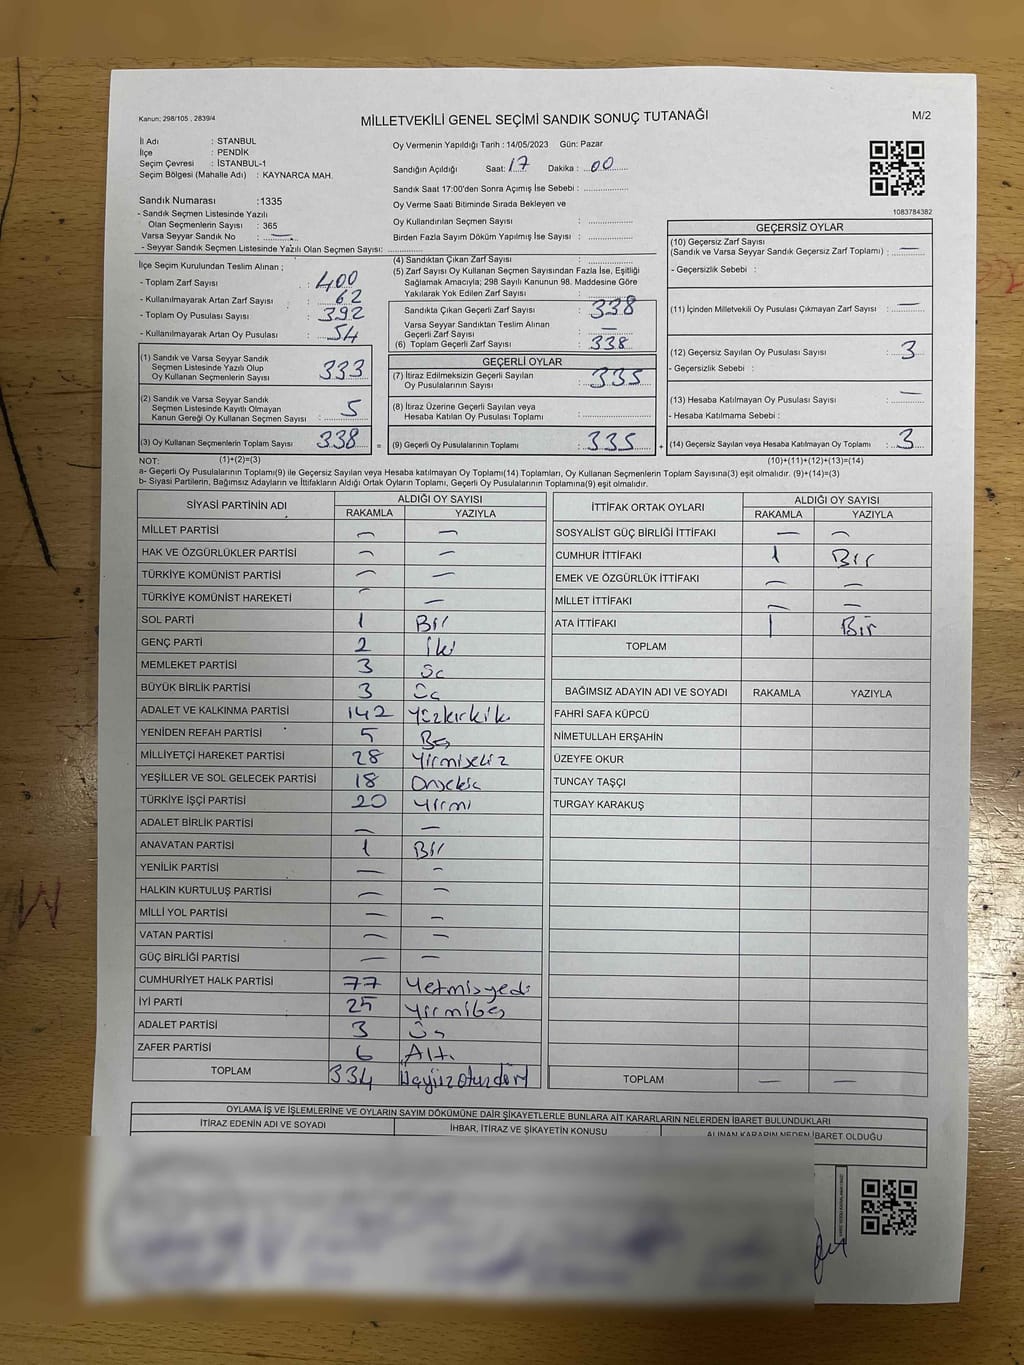 Kanun: 298/105 , 2839/4
MİLLETVEKİLİ GENEL SEÇİMİ SANDIK SONUÇ TUTANAĞI
M/2
İl Adı : STANBUL
İlçe : PENDİK
Seçim Çevresi : İSTANBUL-1
Seçim Bölgesi (Mahalle Adı) : KAYNARCA MAH.
Sandık Numarası :1335
- Sandık Seçmen Listesinde Yazılı
Olan Seçmenlerin Sayısı : 365
Varsa Seyyar Sandık No : —
- Seyyar Sandık Seçmen Listesinde Yazılı Olan Seçmen Sayısı:
Oy Vermenin Yapıldığı Tarih : 14/05/2023 Gün: Pazar
Sandığın Açıldığı Saat: 17 Dakika : 00
Sandık Saat 17:00'den Sonra Açımış İse Sebebi :
Oy Verme Saati Bitiminde Sırada Bekleyen ve
Oy Kullandırılan Seçmen Sayısı :
Birden Fazla Sayım Döküm Yapılmış İse Sayısı :
1083784382
İlçe Seçim Kurulundan Teslim Alınan ;
- Toplam Zarf Sayısı : 400
- Kullanılmayarak Artan Zarf Sayısı : 62
- Toplam Oy Pusulası Sayısı : 392
- Kullanılmayarak Artan Oy Pusulası : 54
(1) Sandık ve Varsa Seyyar Sandık
Seçmen Listesinde Yazılı Olup
Oy Kullanan Seçmenlerin Sayısı : 333
(2) Sandık ve Varsa Seyyar Sandık
Seçmen Listesinde Kayıtlı Olmayan
Kanun Gereği Oy Kullanan Seçmen Sayısı : 5
(3) Oy Kullanan Seçmenlerin Toplam Sayısı : 338 =
(4) Sandıktan Çıkan Zarf Sayısı :
(5) Zarf Sayısı Oy Kullanan Seçmen Sayısından Fazla İse, Eşitliği
Sağlamak Amacıyla; 298 Sayılı Kanunun 98. Maddesine Göre
Yakılarak Yok Edilen Zarf Sayısı :
Sandıkta Çıkan Geçerli Zarf Sayısı : 338
Varsa Seyyar Sandıktan Teslim Alınan
Geçerli Zarf Sayısı : —
(6) Toplam Geçerli Zarf Sayısı : 338
GEÇERLİ OYLAR
(7) İtiraz Edilmeksizin Geçerli Sayılan
Oy Pusulalarının Sayısı : 335
(8) İtiraz Üzerine Geçerli Sayılan veya
Hesaba Katılan Oy Pusulası Toplamı :
(9) Geçerli Oy Pusulalarının Toplamı : 335 +
GEÇERSİZ OYLAR
(10) Geçersiz Zarf Sayısı
(Sandık ve Varsa Seyyar Sandık Geçersiz Zarf Toplamı) : —
- Geçersizlik Sebebi :
(11) İçinden Milletvekili Oy Pusulası Çıkmayan Zarf Sayısı : —
(12) Geçersiz Sayılan Oy Pusulası Sayısı : 3
- Geçersizlik Sebebi :
(13) Hesaba Katılmayan Oy Pusulası Sayısı : —
- Hesaba Katılmama Sebebi :
(14) Geçersiz Sayılan veya Hesaba Katılmayan Oy Toplamı : 3
NOT: (1)+(2)=(3) (10)+(11)+(12)+(13)=(14)
a- Geçerli Oy Pusulalarının Toplamı(9) ile Geçersiz Sayılan veya Hesaba katılmayan Oy Toplamı(14) Toplamları, Oy Kullanan Seçmenlerin Toplam Sayısına(3) eşit olmalıdır. (9)+(14)=(3)
b- Siyasi Partilerin, Bağımsız Adayların ve İttifakların Aldığı Ortak Oyların Toplamı, Geçerli Oy Pusulalarının Toplamına(9) eşit olmalıdır.
SİYASİ PARTİNİN ADI ALDIĞI OY SAYISI
RAKAMLA YAZIYLA
MİLLET PARTİSİ — —
HAK VE ÖZGÜRLÜKLER PARTİSİ — —
TÜRKİYE KOMÜNİST PARTİSİ — —
TÜRKİYE KOMÜNİST HAREKETİ — —
SOL PARTİ 1 Bir
GENÇ PARTİ 2 İki
MEMLEKET PARTİSİ 3 Üç
BÜYÜK BİRLİK PARTİSİ 3 Üç
ADALET VE KALKINMA PARTİSİ 142 Yüzkırkik
YENİDEN REFAH PARTİSİ 5 Beş
MİLLİYETÇİ HAREKET PARTİSİ 28 Yirmisekiz
YEŞİLLER VE SOL GELECEK PARTİSİ 18 Onsekiz
TÜRKİYE İŞÇİ PARTİSİ 20 Yirmi
ADALET BİRLİK PARTİSİ — —
ANAVATAN PARTİSİ 1 Bir
YENİLİK PARTİSİ — —
HALKIN KURTULUŞ PARTİSİ — —
MİLLİ YOL PARTİSİ — —
VATAN PARTİSİ — —
GÜÇ BİRLİĞİ PARTİSİ — —
CUMHURİYET HALK PARTİSİ 77 Yetmişyedi
İYİ PARTİ 25 Yirmibeş
ADALET PARTİSİ 3 Üç
ZAFER PARTİSİ 6 Altı
TOPLAM 334 Üçyüzotuzdört
İTTİFAK ORTAK OYLARI ALDIĞI OY SAYISI
RAKAMLA YAZIYLA
SOSYALİST GÜÇ BİRLİĞİ İTTİFAKI — —
CUMHUR İTTİFAKI 1 Bir
EMEK VE ÖZGÜRLÜK İTTİFAKI — —
MİLLET İTTİFAKI — —
ATA İTTİFAKI 1 Bir
TOPLAM
BAĞIMSIZ ADAYIN ADI VE SOYADI RAKAMLA YAZIYLA
FAHRİ SAFA KÜPCÜ
NİMETULLAH ERŞAHİN
ÜZEYFE OKUR
TUNCAY TAŞÇI
TURGAY KARAKUŞ
TOPLAM — —
OYLAMA İŞ VE İŞLEMLERİNE VE OYLARIN SAYIM DÖKÜMÜNE DAİR ŞİKAYETLERLE BUNLARA AİT KARARLARIN NELERDEN İBARET BULUNDUKLARI
İTİRAZ EDENİN ADI VE SOYADI İHBAR, İTİRAZ VE ŞİKAYETİN KONUSU ALINAN KARARIN NEDEN İBARET OLDUĞU